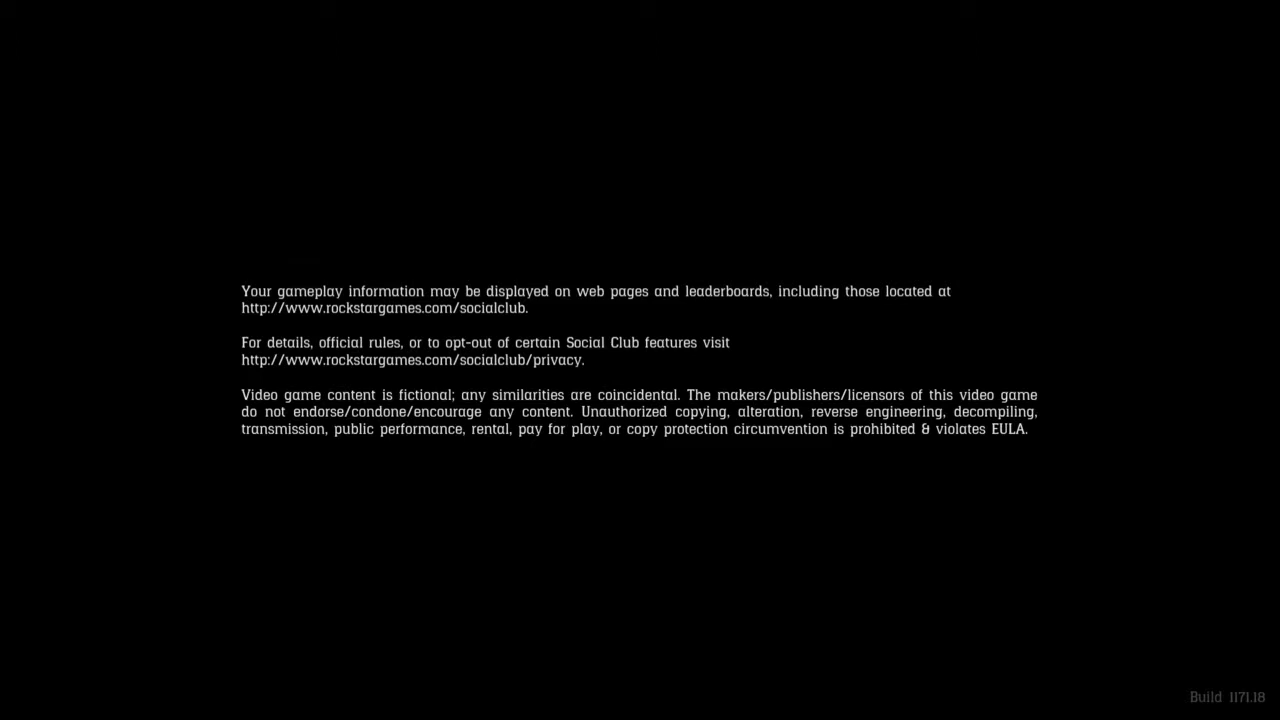 Your gameplay information may be displayed on web pages and leaderboards, including those located at
http://www.rockstargames.com/socialclub.
For details, official rules, or to opt-out of certain Social Club features visit
http://www.rockstargames.com/socialclub/privacy.
Video game content is fictional; any similarities are coincidental. The makers/publishers/licensors of this video game
do not endorse/condone/encourage any content. Unauthorized copying, alteration, reverse engineering, decompiling,
transmission, public performance, rental, pay for play, or copy protection circumvention is prohibited & violates EULA.
Build 1171.18